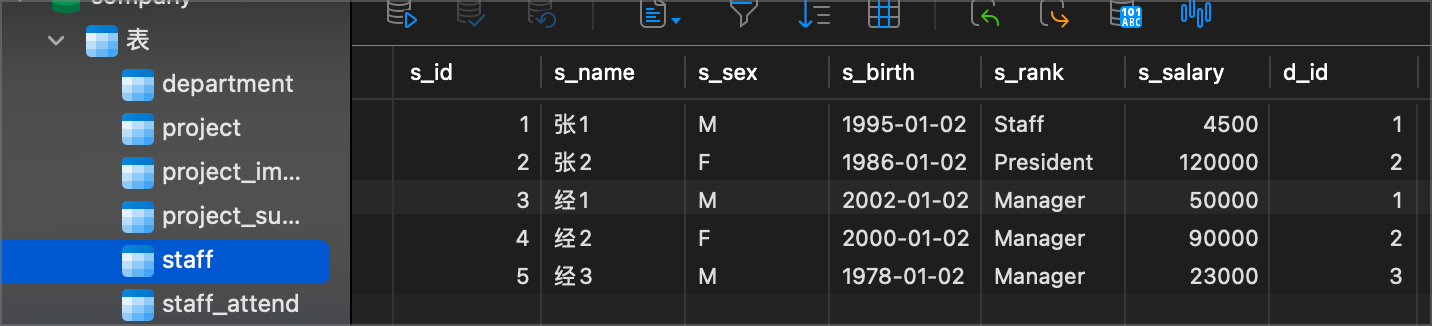 company
表
department
project
project_im...
project_su...
staff
staff_attend
101
ABC
s_id s_name s_sex s_birth s_rank s_salary d_id
1 张1 M 1995-01-02 Staff 4500 1
2 张2 F 1986-01-02 President 120000 2
3 经1 M 2002-01-02 Manager 50000 1
4 经2 F 2000-01-02 Manager 90000 2
5 经3 M 1978-01-02 Manager 23000 3